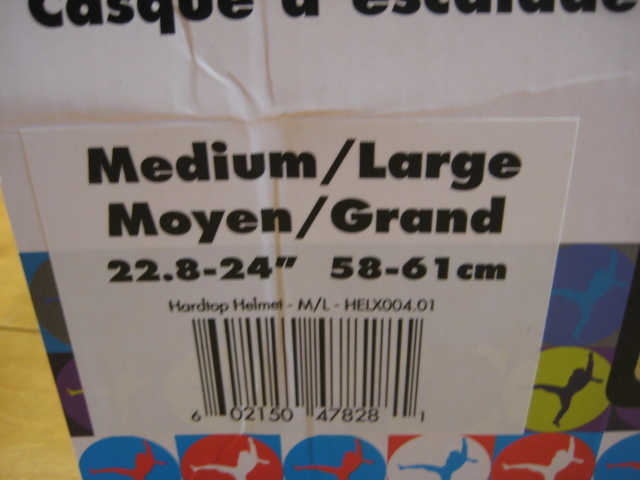 Casque d'escalade
Medium/Large
Moyen/Grand
22.8-24" 58-61cm
Hardtop Helmet - M/L - HELX004.01
6 02150 47828 1